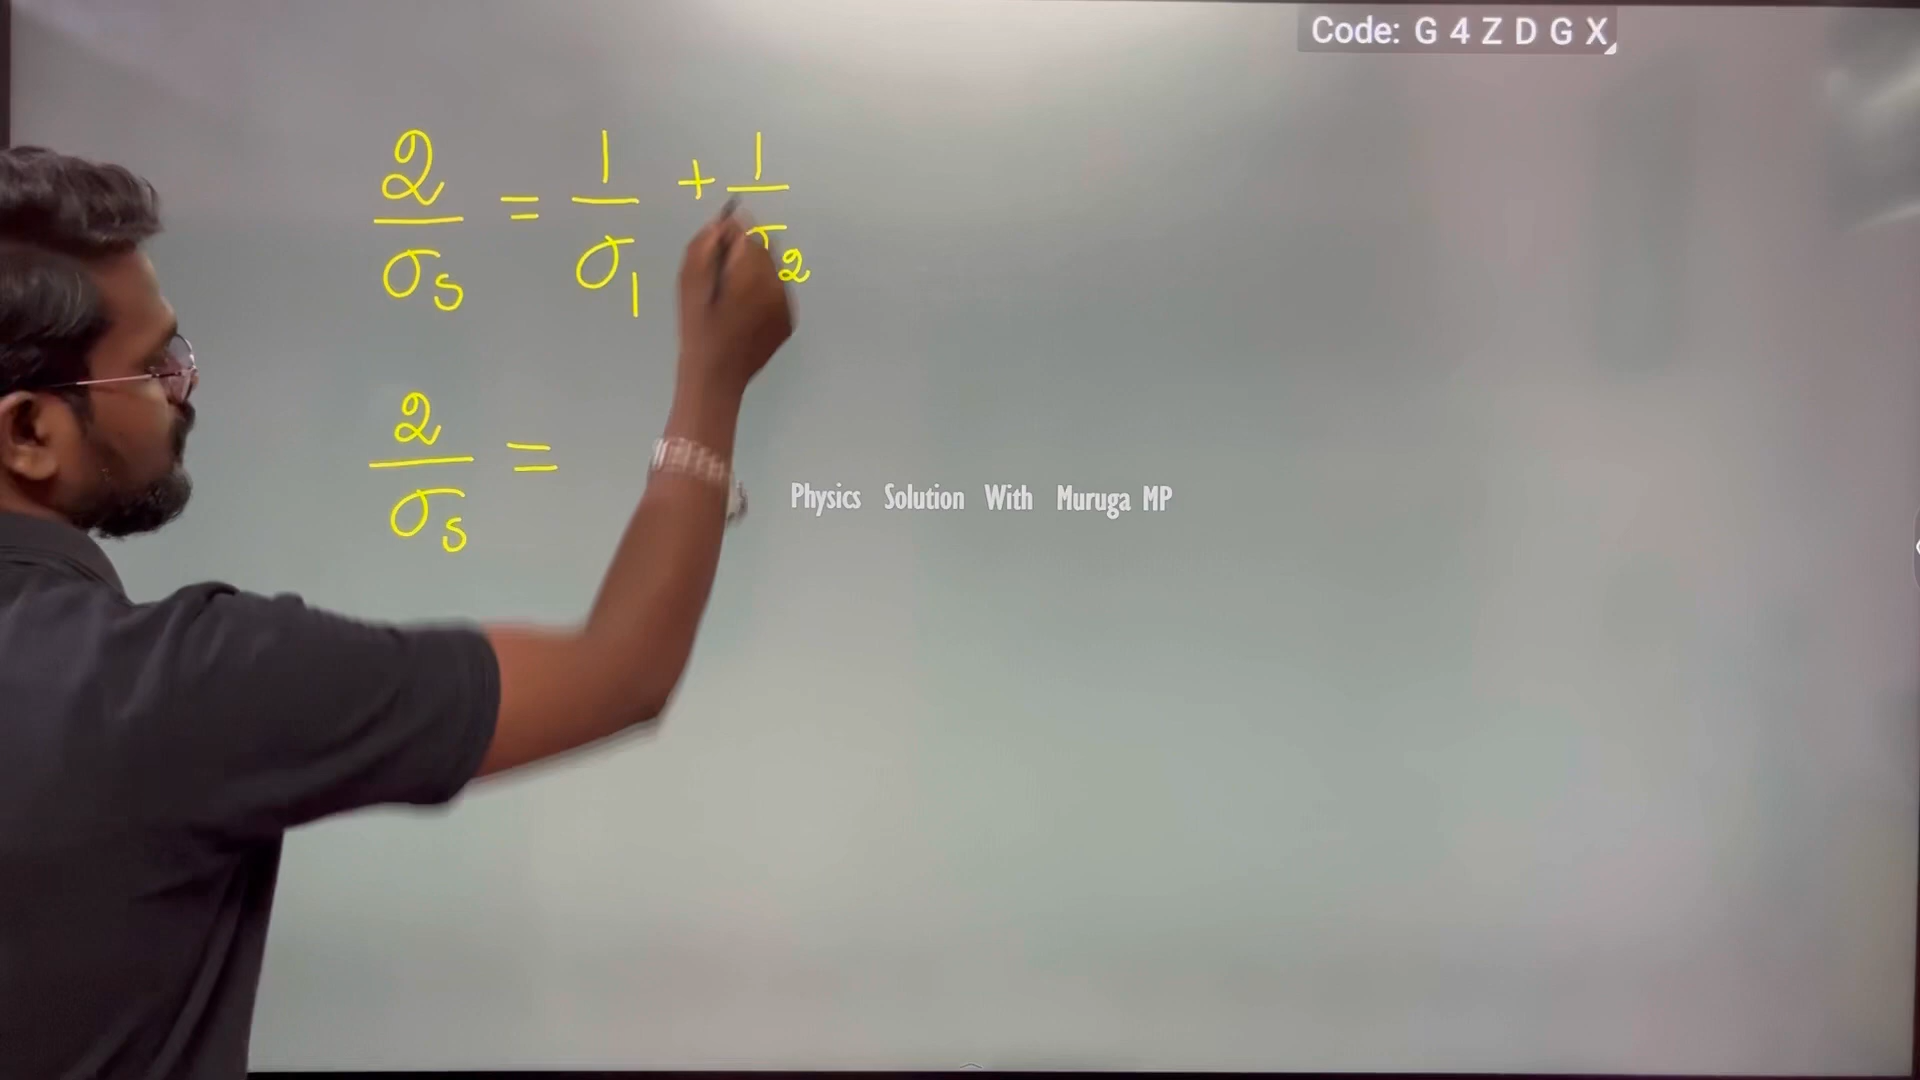 Code: G 4 Z D G X
2/σs = 1/σ1 + 1/σ2
2/σs =
Physics Solution With Muruga MP